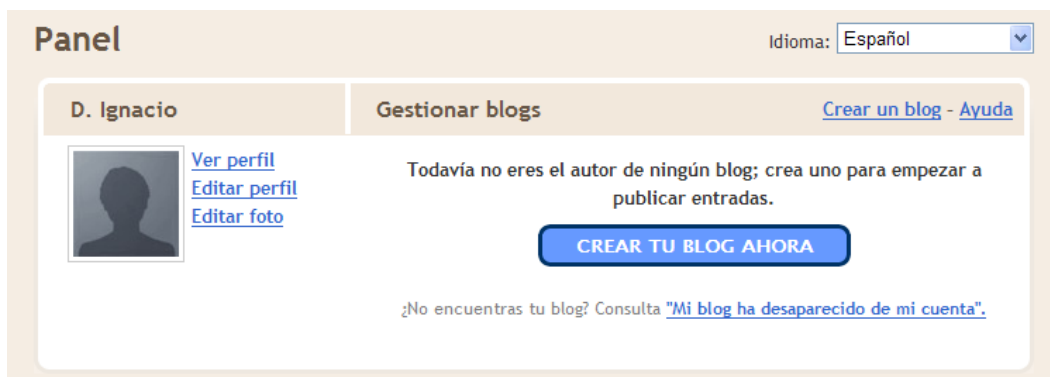 Panel
Idioma: Español
D. Ignacio
Gestionar blogs
Crear un blog - Ayuda
Ver perfil
Editar perfil
Editar foto
Todavía no eres el autor de ningún blog; crea uno para empezar a
publicar entradas.
CREAR TU BLOG AHORA
¿No encuentras tu blog? Consulta "Mi blog ha desaparecido de mi cuenta".